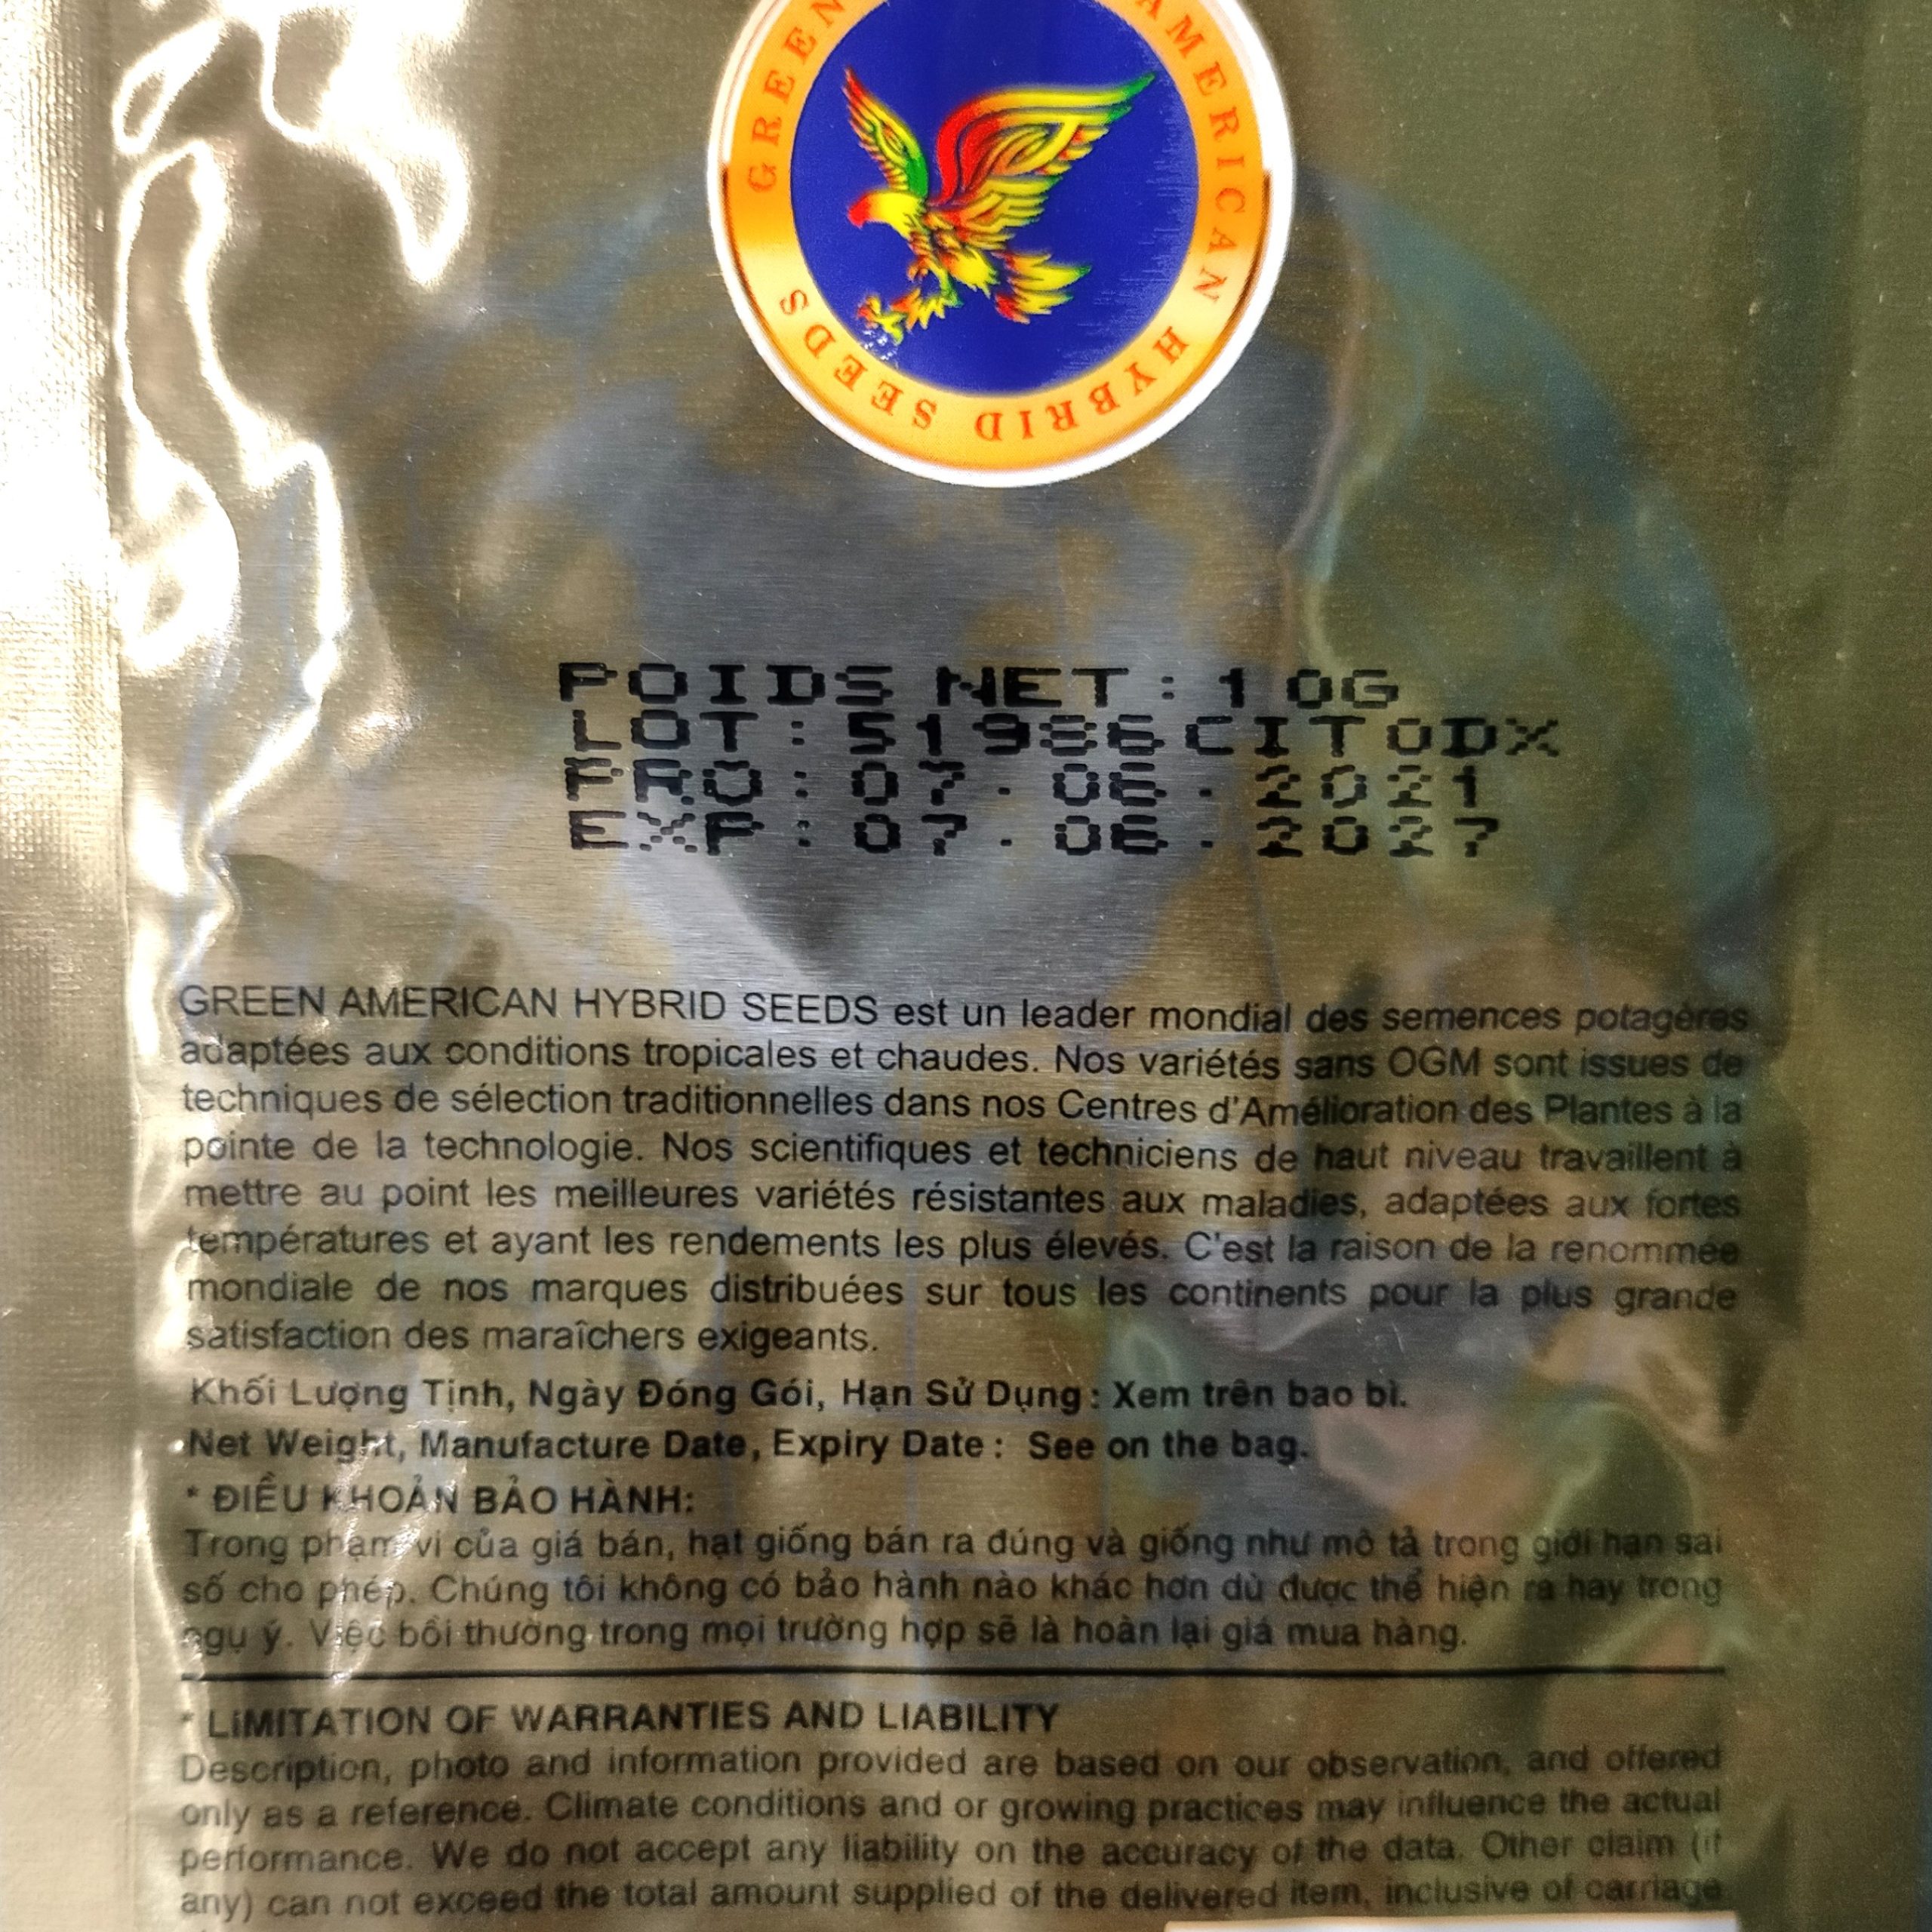 GREEN AMERICAN HYBRID SEEDS
POIDS NET:10G
LOT:51986CITODX
PRO:07.06.2021
EXP:07.06.2027
GREEN AMERICAN HYBRID SEEDS est un leader mondial des semences potagères
adaptées aux conditions tropicales et chaudes. Nos variétés sans OGM sont issues de
techniques de sélection traditionnelles dans nos Centres d'Amélioration des Plantes à la
pointe de la technologie. Nos scientifiques et techniciens de haut niveau travaillent à
mettre au point les meilleures variétés résistantes aux maladies, adaptées aux fortes
températures et ayant les rendements les plus élevés. C'est la raison de la renommée
mondiale de nos marques distribuées sur tous les continents pour la plus grande
satisfaction des maraîchers exigeants.
Khối Lượng Tịnh, Ngày Đóng Gói, Hạn Sử Dụng: Xem trên bao bì.
Net Weight, Manufacture Date, Expiry Date: See on the bag.
* ĐIỀU KHOẢN BẢO HÀNH:
Trong phạm vi của giá bán, hạt giống bán ra đúng và giống như mô tả trong giới hạn sai
số cho phép. Chúng tôi không có bảo hành nào khác hơn dù được thể hiện ra hay trong
ngụ ý. Việc bồi thường trong mọi trường hợp sẽ là hoàn lại giá mua hàng.
* LIMITATION OF WARRANTIES AND LIABILITY
Description, photo and information provided are based on our observation, and offered
only as a reference. Climate conditions and or growing practices may influence the actual
performance. We do not accept any liability on the accuracy of the data. Other claim (if
any) can not exceed the total amount supplied of the delivered item, inclusive of carriage